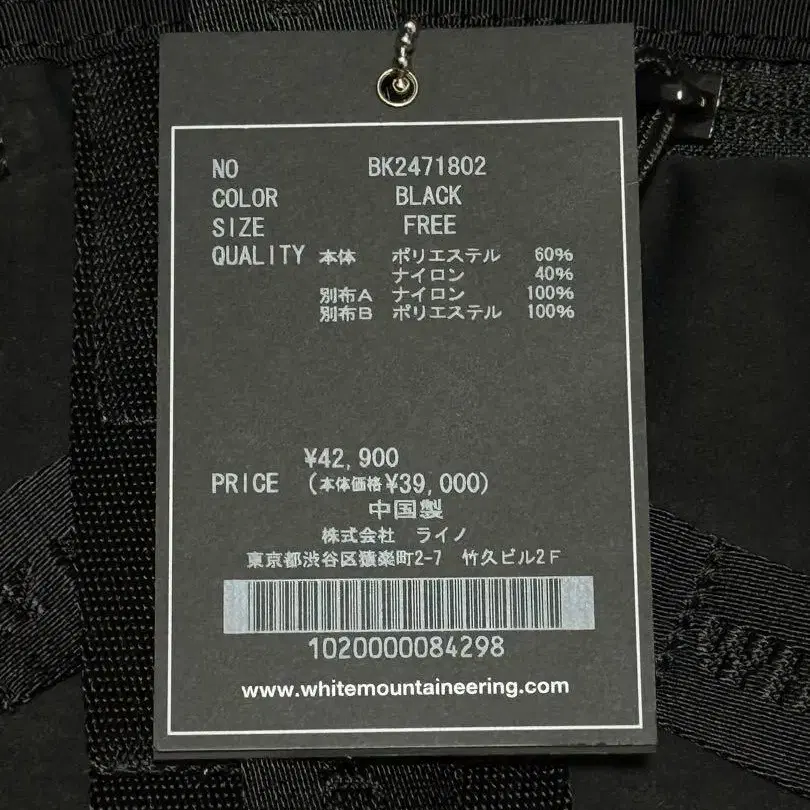 NO BK2471802
COLOR BLACK
SIZE FREE
QUALITY 本体 ポリエステル 60%
ナイロン 40%
別布A ナイロン 100%
別布B ポリエステル 100%
¥42,900
PRICE (本体価格¥39,000)
中国製
株式会社 ライノ
東京都渋谷区猿楽町2-7 竹久ビル2F
1020000084298
www.whitemountaineering.com